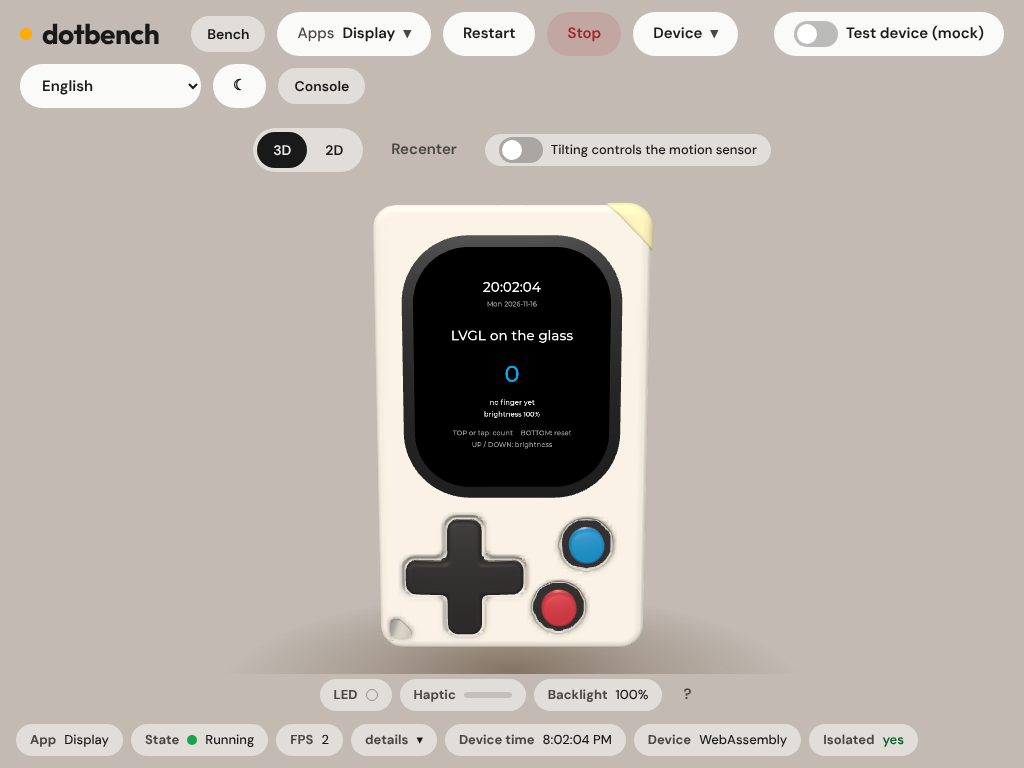 dotbench
Bench
Apps Display ▾
Restart
Stop
Device ▾
Test device (mock)
English
Console
3D
2D
Recenter
Tilting controls the motion sensor
20:02:04
Mon 2026-11-16
LVGL on the glass
0
no finger yet
brightness 100%
TOP or tap: count BOTTOM: reset
UP / DOWN: brightness
LED
Haptic
Backlight 100%
?
App Display
State Running
FPS 2
details ▾
Device time 8:02:04 PM
Device WebAssembly
Isolated yes